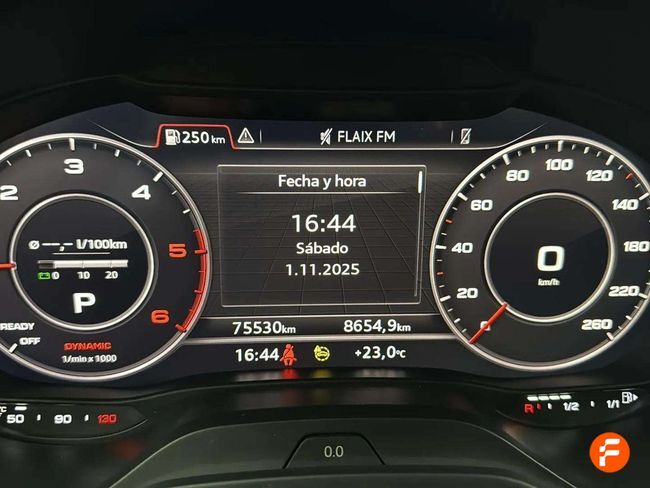 250 km
FLAIX FM
Fecha y hora
16:44
Sábado
1.11.2025
2 3 4 5 6
ø --,- l/100km
0 10 20
P
READY
OFF
DYNAMIC
1/min x 1000
0 20 40 60 80 100 120 140 180 220 260
0
km/h
75530km 8654,9km
16:44 +23,0°C
°C 50 90 130
R 1/2 1/1
0.0
F